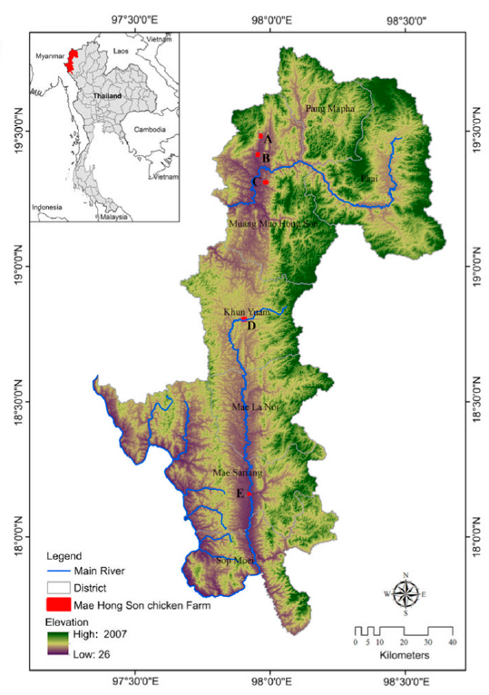 97°30'0"E
98°0'0"E
98°30'0"E
Vietnam
Laos
Myanmar
Thailand
Cambodia
Vietnam
Indonesia
Malaysia
19°30'0"N
19°30'0"N
Pang Mapha
A
B
C
Pai
Muang Mae Hong Son
19°0'0"N
19°0'0"N
Khun Yuam
D
18°30'0"N
18°30'0"N
Mae La Noi
Mae Sariang
E
18°0'0"N
18°0'0"N
Sop Moei
Legend
Main River
District
Mae Hong Son chicken Farm
Elevation
High: 2007
Low: 26
N
W E
S
0 5 10 20 30 40
Kilometers
97°30'0"E
98°0'0"E
98°30'0"E